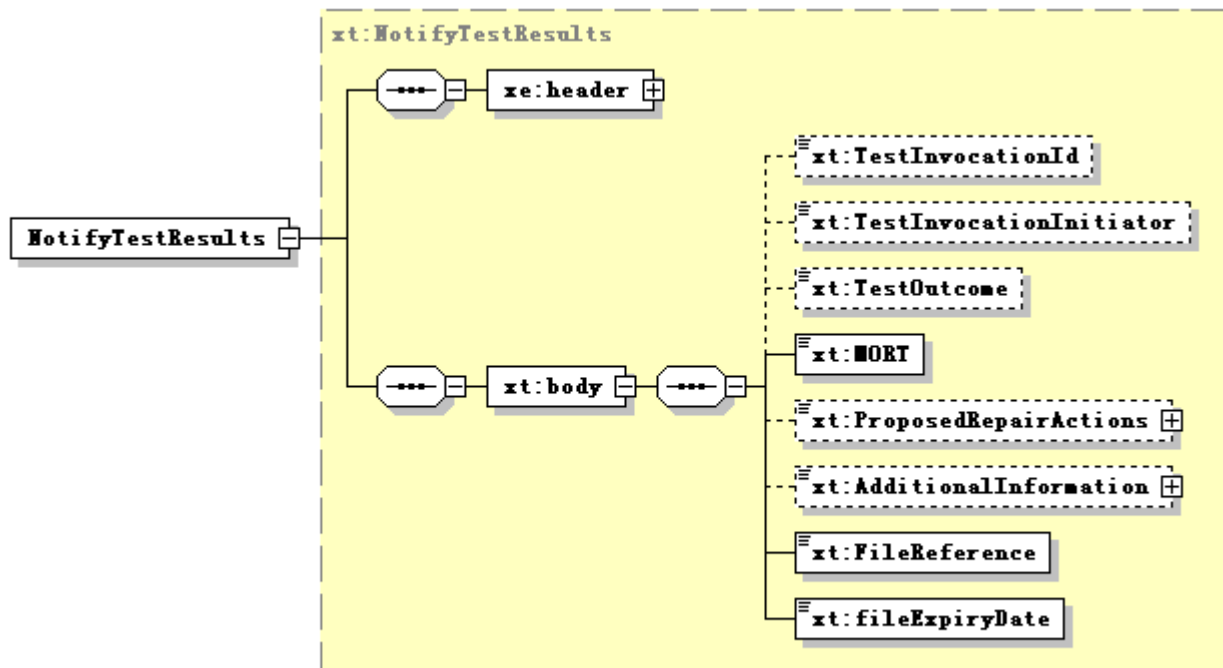 xt:NotifyTestResults
xe:header
xt:TestInvocationId
xt:TestInvocationInitiator
NotifyTestResults
xt:TestOutcome
xt:MORT
xt:body
xt:ProposedRepairActions
xt:AdditionalInformation
xt:FileReference
xt:fileExpiryDate